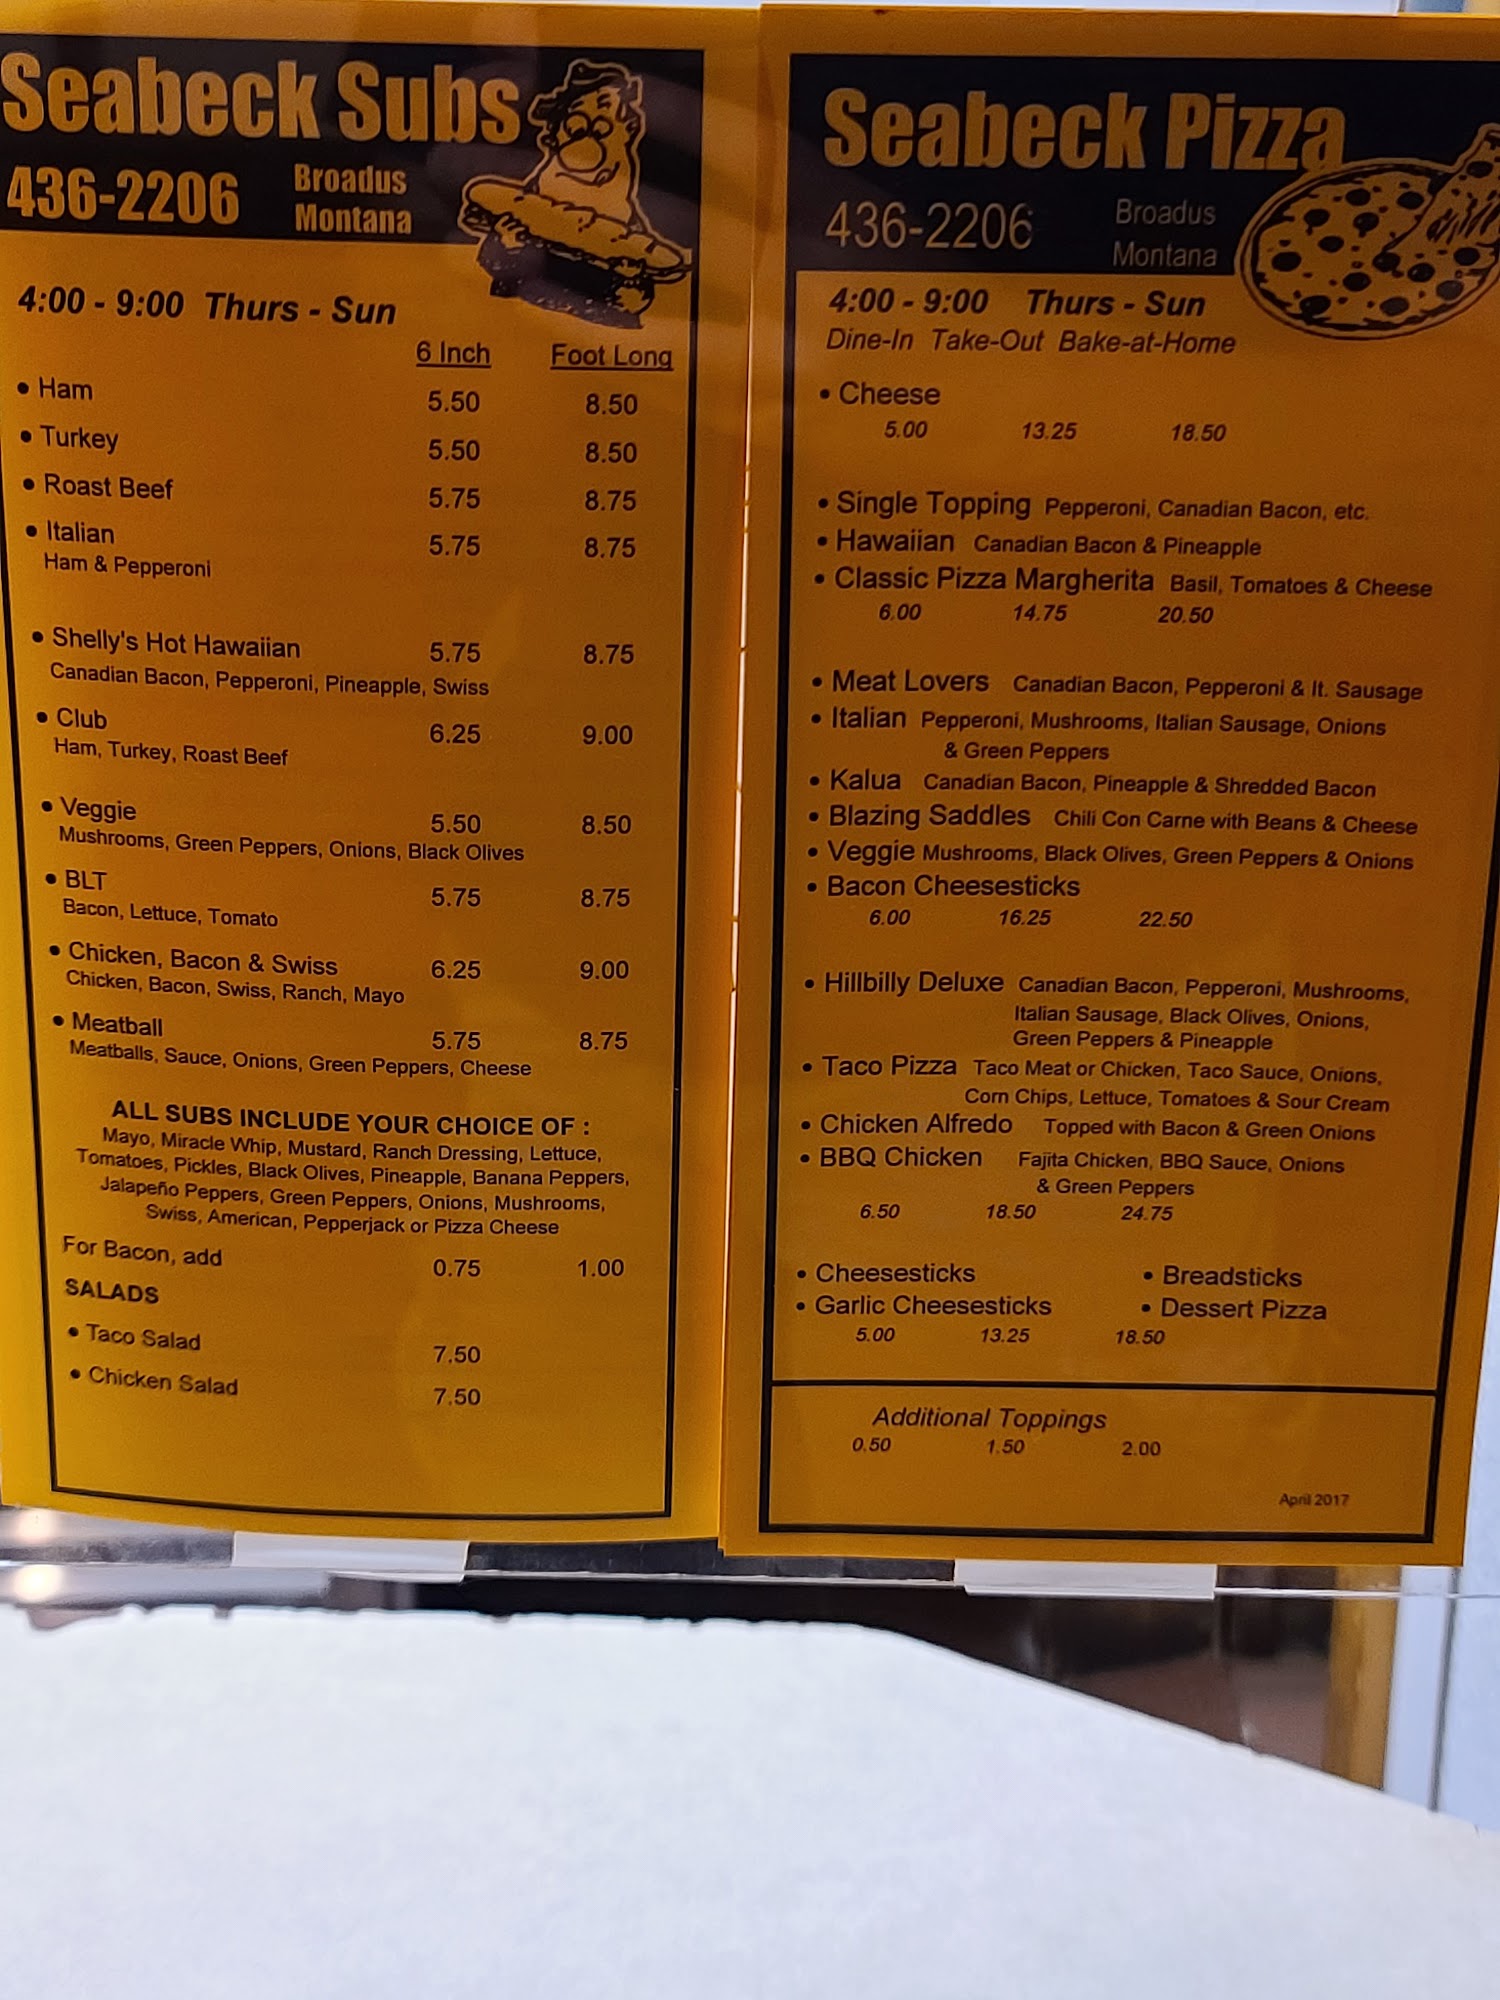 Seabeck Subs
436-2206
Broadus
Montana
4:00 - 9:00 Thurs - Sun
6 Inch Foot Long
• Ham 5.50 8.50
• Turkey 5.50 8.50
• Roast Beef 5.75 8.75
• Italian 5.75 8.75
Ham & Pepperoni
• Shelly's Hot Hawaiian 5.75 8.75
Canadian Bacon, Pepperoni, Pineapple, Swiss
• Club 6.25 9.00
Ham, Turkey, Roast Beef
• Veggie 5.50 8.50
Mushrooms, Green Peppers, Onions, Black Olives
• BLT 5.75 8.75
Bacon, Lettuce, Tomato
• Chicken, Bacon & Swiss 6.25 9.00
Chicken, Bacon, Swiss, Ranch, Mayo
• Meatball 5.75 8.75
Meatballs, Sauce, Onions, Green Peppers, Cheese
ALL SUBS INCLUDE YOUR CHOICE OF :
Mayo, Miracle Whip, Mustard, Ranch Dressing, Lettuce,
Tomatoes, Pickles, Black Olives, Pineapple, Banana Peppers,
Jalapeño Peppers, Green Peppers, Onions, Mushrooms,
Swiss, American, Pepperjack or Pizza Cheese
For Bacon, add 0.75 1.00
SALADS
• Taco Salad 7.50
• Chicken Salad 7.50
Seabeck Pizza
436-2206
Broadus
Montana
4:00 - 9:00 Thurs - Sun
Dine-In Take-Out Bake-at-Home
• Cheese
5.00 13.25 18.50
• Single Topping Pepperoni, Canadian Bacon, etc.
• Hawaiian Canadian Bacon & Pineapple
• Classic Pizza Margherita Basil, Tomatoes & Cheese
6.00 14.75 20.50
• Meat Lovers Canadian Bacon, Pepperoni & It. Sausage
• Italian Pepperoni, Mushrooms, Italian Sausage, Onions
& Green Peppers
• Kalua Canadian Bacon, Pineapple & Shredded Bacon
• Blazing Saddles Chili Con Carne with Beans & Cheese
• Veggie Mushrooms, Black Olives, Green Peppers & Onions
• Bacon Cheesesticks
6.00 16.25 22.50
• Hillbilly Deluxe Canadian Bacon, Pepperoni, Mushrooms,
Italian Sausage, Black Olives, Onions,
Green Peppers & Pineapple
• Taco Pizza Taco Meat or Chicken, Taco Sauce, Onions,
Corn Chips, Lettuce, Tomatoes & Sour Cream
• Chicken Alfredo Topped with Bacon & Green Onions
• BBQ Chicken Fajita Chicken, BBQ Sauce, Onions
& Green Peppers
6.50 18.50 24.75
• Cheesesticks • Breadsticks
• Garlic Cheesesticks • Dessert Pizza
5.00 13.25 18.50
Additional Toppings
0.50 1.50 2.00
April 2017